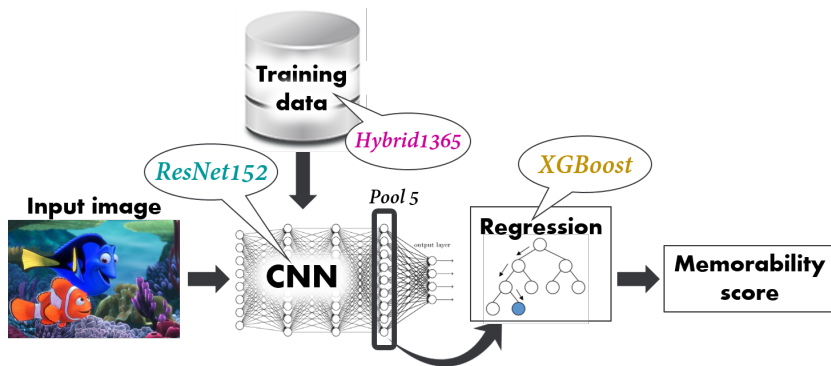 Training
data
Hybrid1365
ResNet152
XGBoost
Input image
Pool 5
CNN
output layer
Regression
Memorability
score